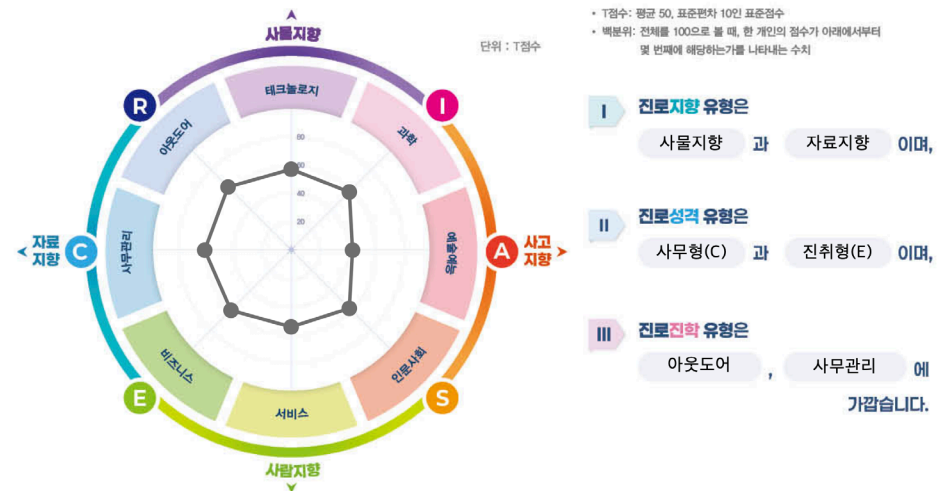 사물지향
단위 : T점수
R
I
테크놀로지
아웃도어
과학
80
60
40
20
자료
지향
C
사무관리
예술예능
A
사고
지향
비즈니스
인문사회
E
서비스
S
사람지향
• T점수: 평균 50, 표준편차 10인 표준점수
• 백분위: 전체를 100으로 볼 때, 한 개인의 점수가 아래에서부터
몇 번째에 해당하는가를 나타내는 수치
I 진로지향 유형은
사물지향 과 자료지향 이며,
II 진로성격 유형은
사무형(C) 과 진취형(E) 이며,
III 진로진학 유형은
아웃도어 , 사무관리 에
가깝습니다.